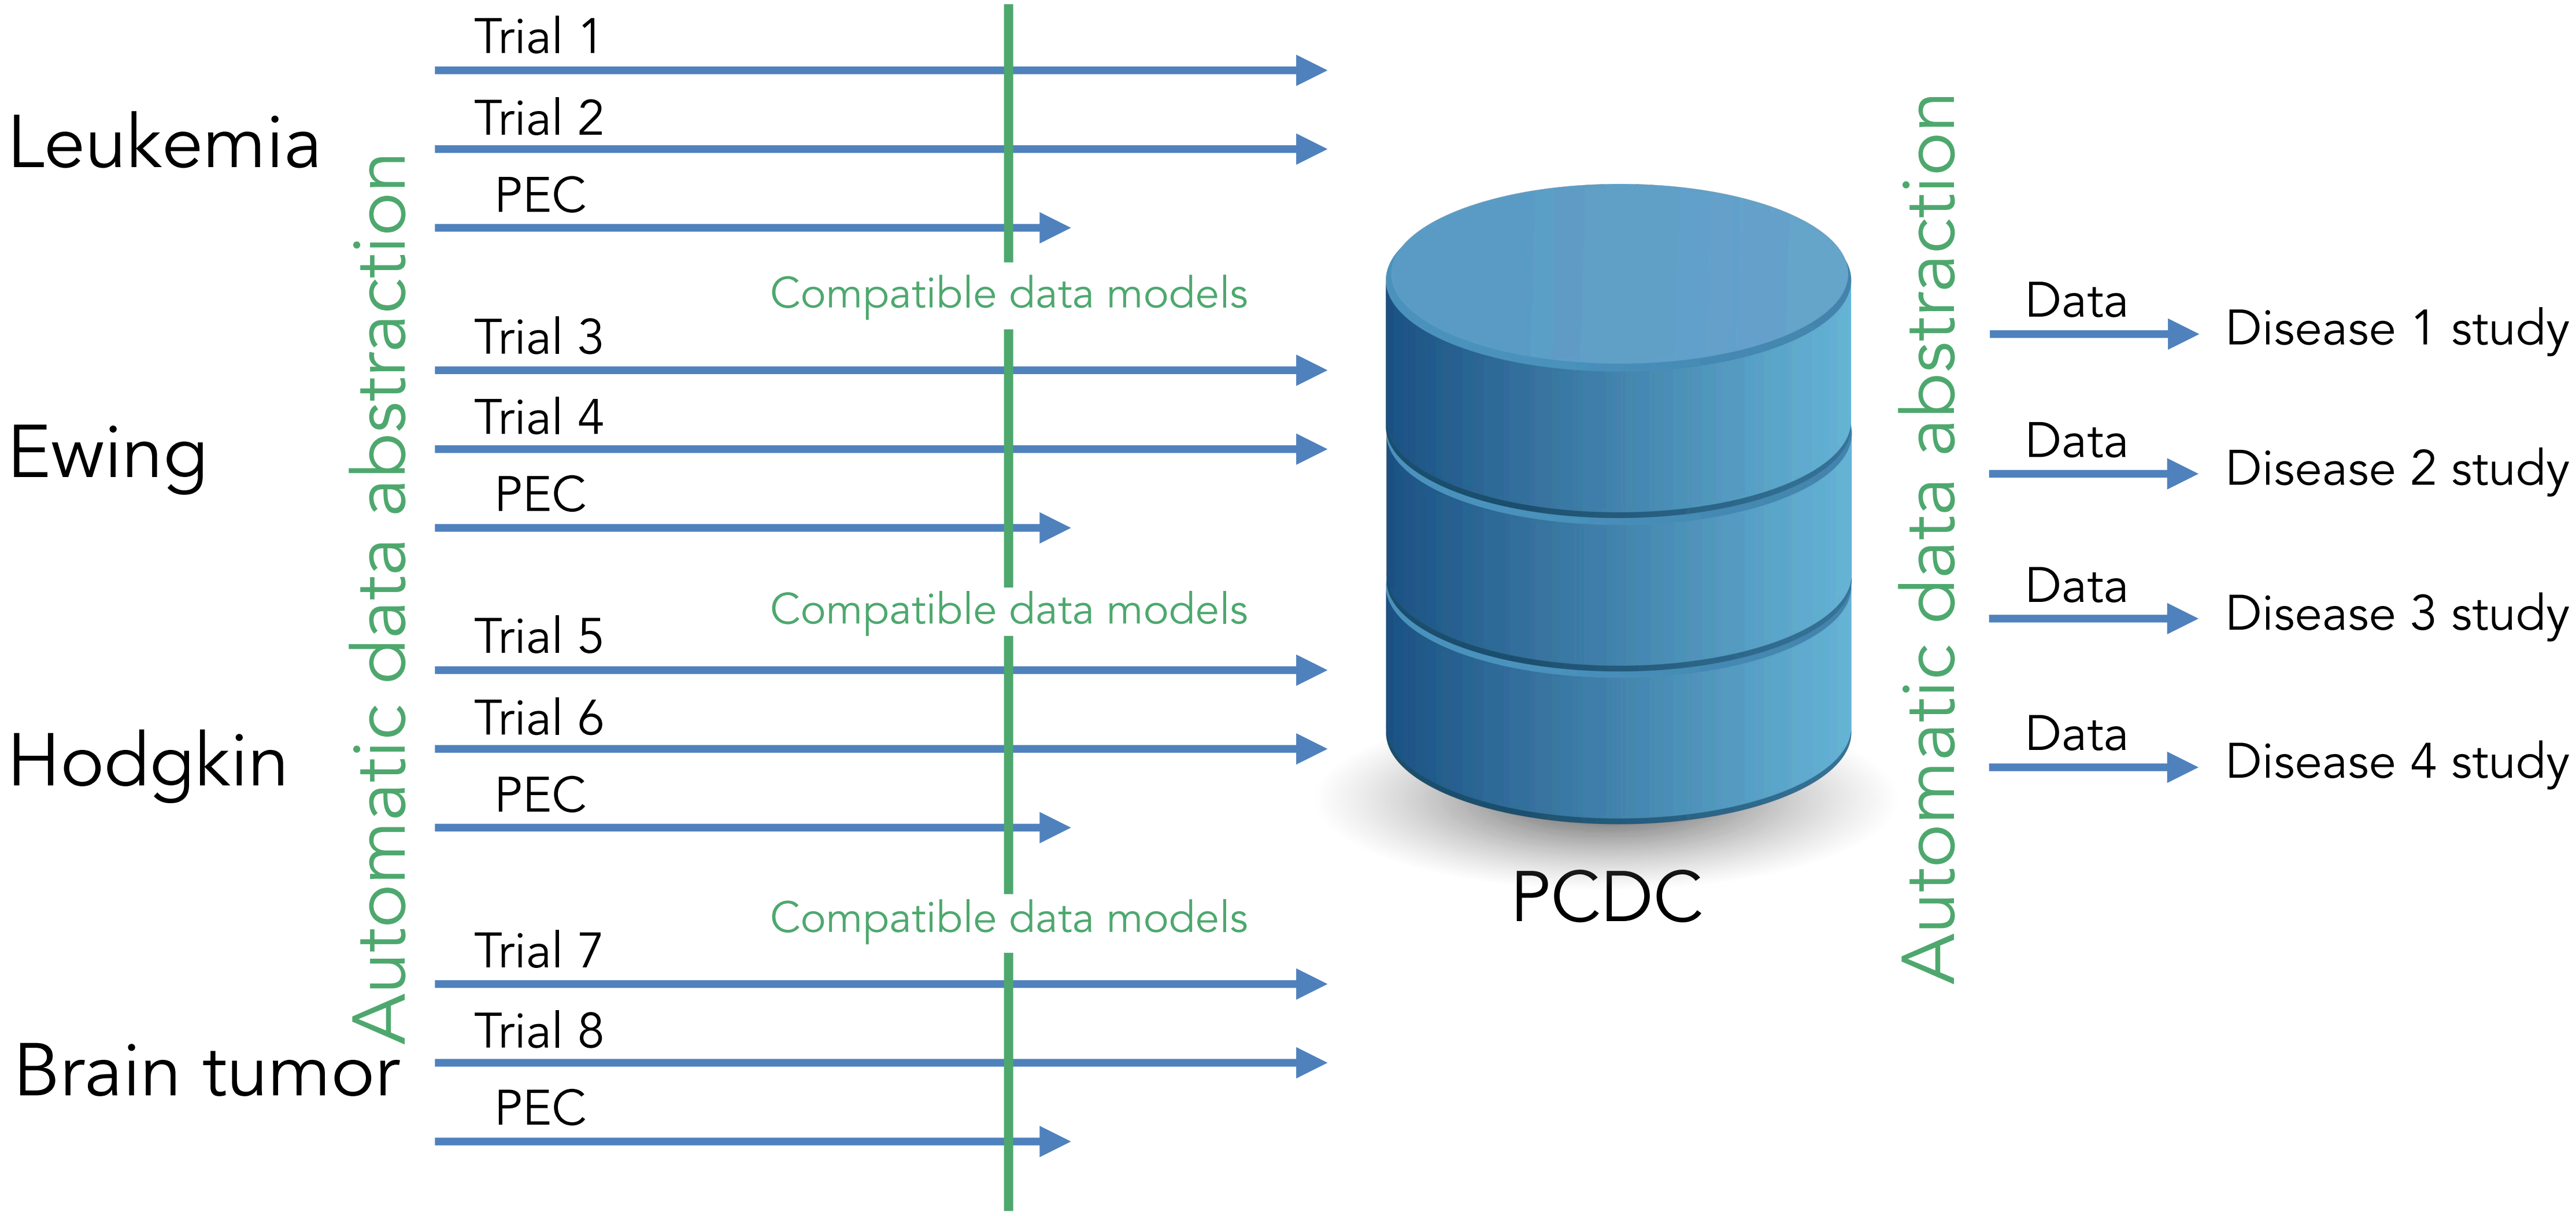 Leukemia
Ewing
Hodgkin
Brain tumor
Automatic data abstraction
Trial 1
Trial 2
PEC
Compatible data models
Trial 3
Trial 4
PEC
Compatible data models
Trial 5
Trial 6
PEC
Compatible data models
Trial 7
Trial 8
PEC
PCDC
Automatic data abstraction
Data
Disease 1 study
Data
Disease 2 study
Data
Disease 3 study
Data
Disease 4 study